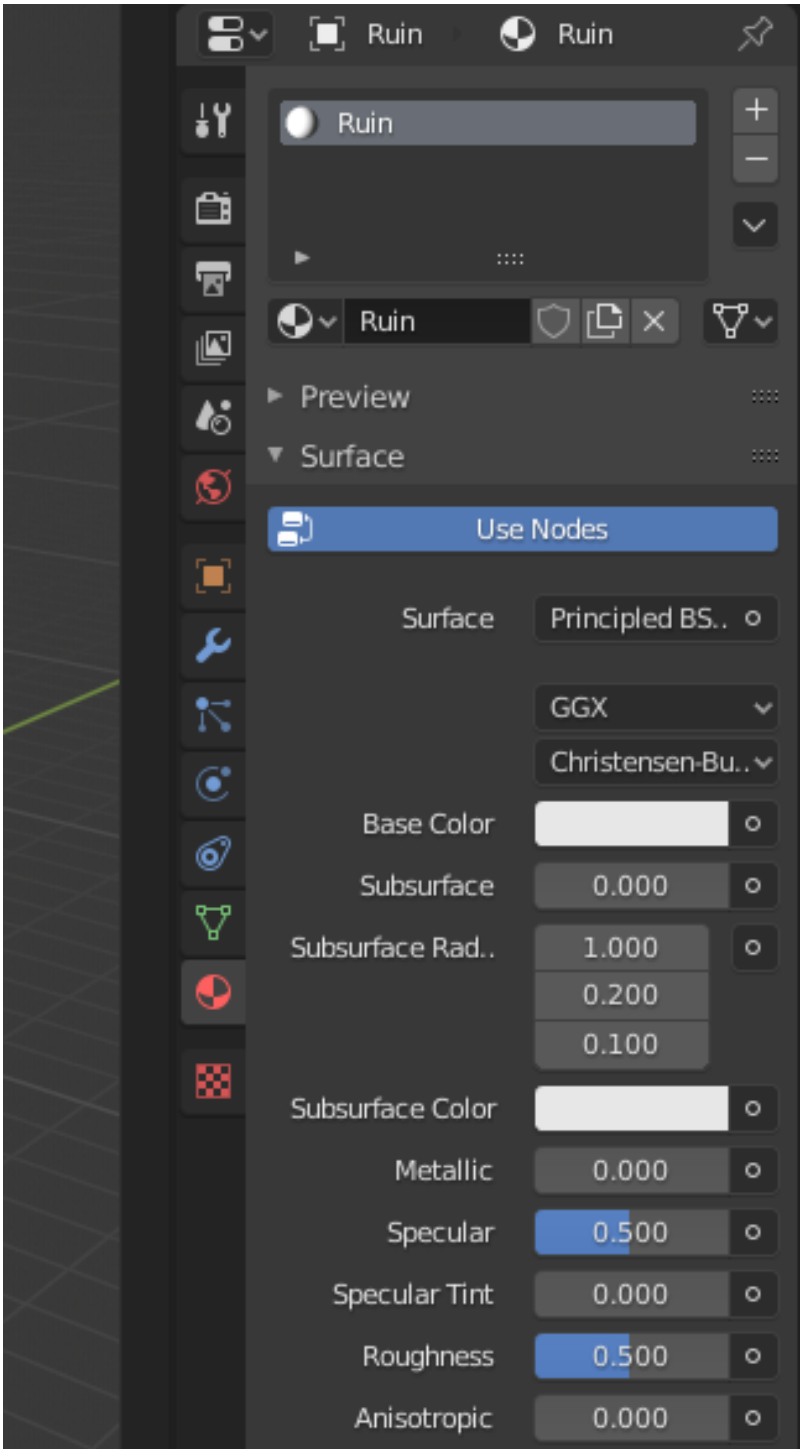 Ruin Ruin
Ruin
Ruin
Preview
Surface
Use Nodes
Surface Principled BS..
GGX
Christensen-Bu..
Base Color
Subsurface 0.000
Subsurface Rad.. 1.000
0.200
0.100
Subsurface Color
Metallic 0.000
Specular 0.500
Specular Tint 0.000
Roughness 0.500
Anisotropic 0.000